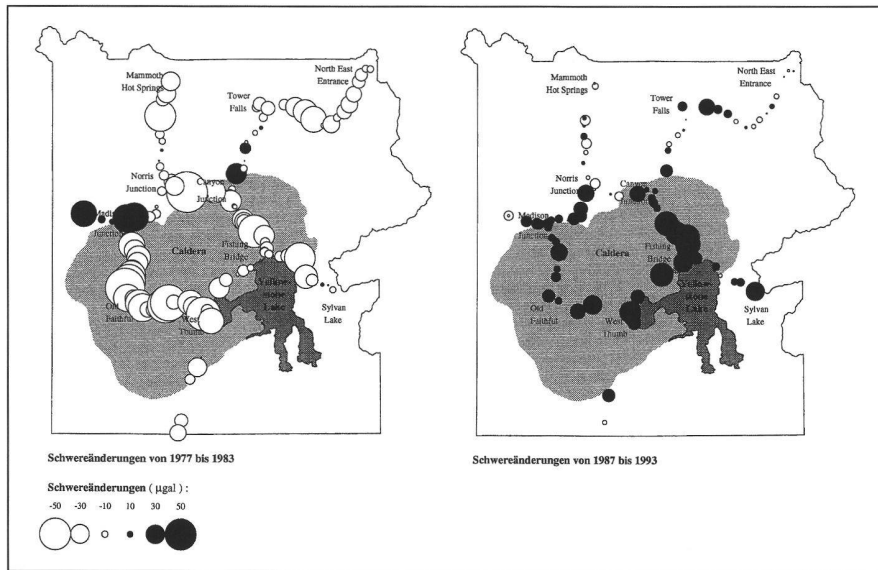 Mammoth
Hot Springs
North East
Entrance
Tower
Falls
Norris
Junction
Canyon
Junction
Madison
Junction
Caldera
Fishing
Bridge
Yellow-
stone
Lake
Old
Faithful
West
Thumb
Sylvan
Lake
Schwereänderungen von 1977 bis 1983
Mammoth
Hot Springs
North East
Entrance
Tower
Falls
Norris
Junction
Canyon
Junction
Madison
Junction
Caldera
Fishing
Bridge
Yellow-
stone
Lake
Old
Faithful
West
Thumb
Sylvan
Lake
Schwereänderungen von 1987 bis 1993
Schwereänderungen ( µgal ) :
-50 -30 -10 10 30 50